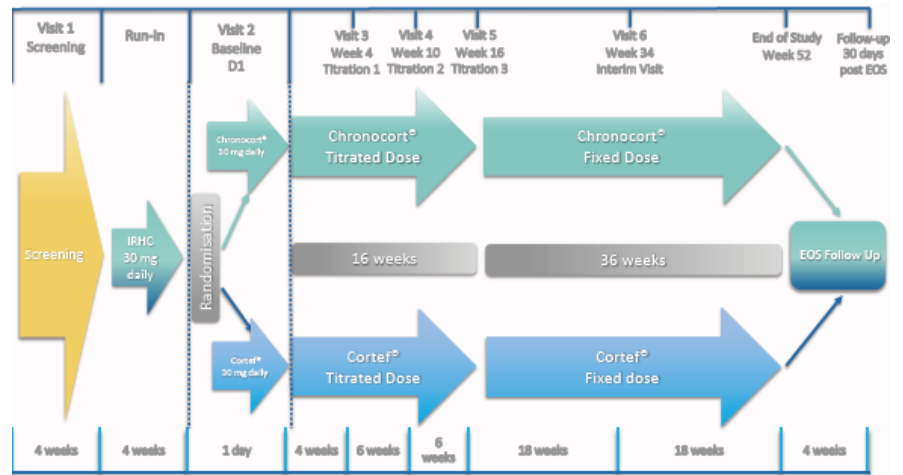 Visit 1
Screening
Run-in
Visit 2
Baseline
D1
Visit 3
Week 4
Titration 1
Visit 4
Week 10
Titration 2
Visit 5
Week 16
Titration 3
Visit 6
Week 34
Interim Visit
End of Study
Week 52
Follow-up
30 days
post EOS
Screening
IRHC
30 mg
daily
Randomisation
Chronocort®
30 mg daily
Chronocort®
Titrated Dose
Chronocort®
Fixed Dose
16 weeks
36 weeks
EOS Follow Up
Cortef®
30 mg daily
Cortef®
Titrated Dose
Cortef®
Fixed dose
4 weeks
4 weeks
1 day
4 weeks
6 weeks
6
weeks
18 weeks
18 weeks
4 weeks